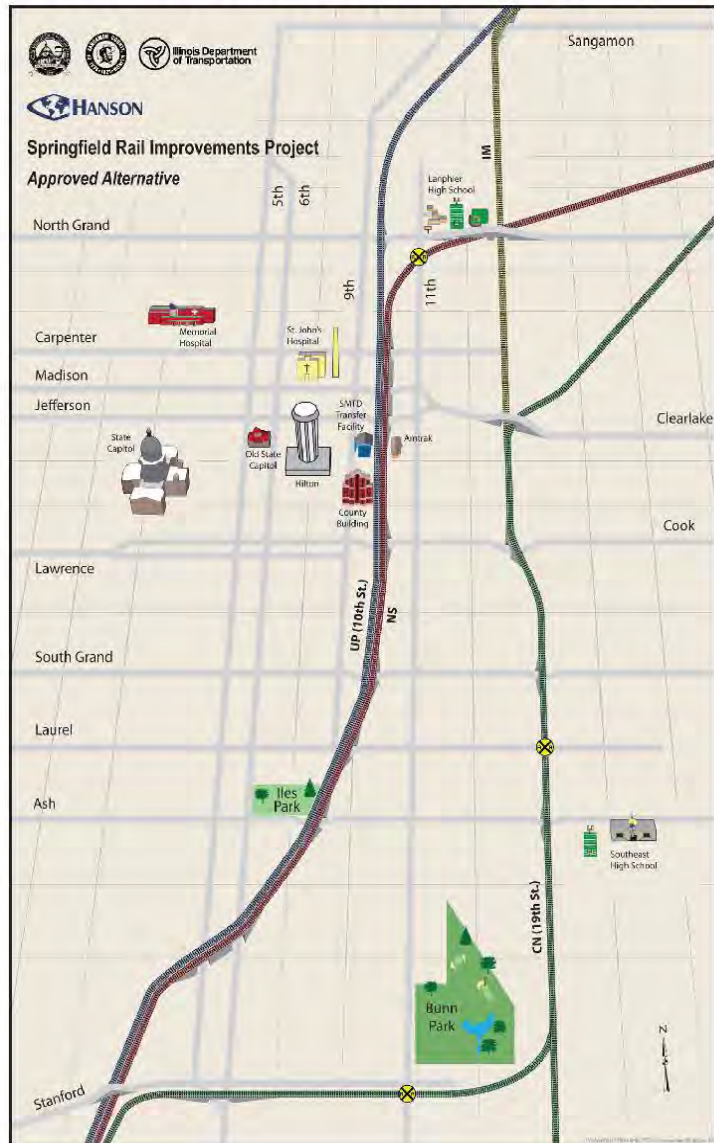 Illinois Department
of Transportation
HANSON
Springfield Rail Improvements Project
Approved Alternative
Sangamon
IM
Lanphier
High School
5th
6th
North Grand
9th
11th
Memorial
Hospital
St. John's
Hospital
Carpenter
Madison
Jefferson
SMTD
Transfer
Facility
Amtrak
Clearlake
State
Capitol
Old State
Capitol
Hilton
County
Building
Cook
Lawrence
UP (10th St.)
NS
South Grand
Laurel
Iles
Park
Ash
Southeast
High School
CN (19th St.)
Bunn
Park
N
Stanford